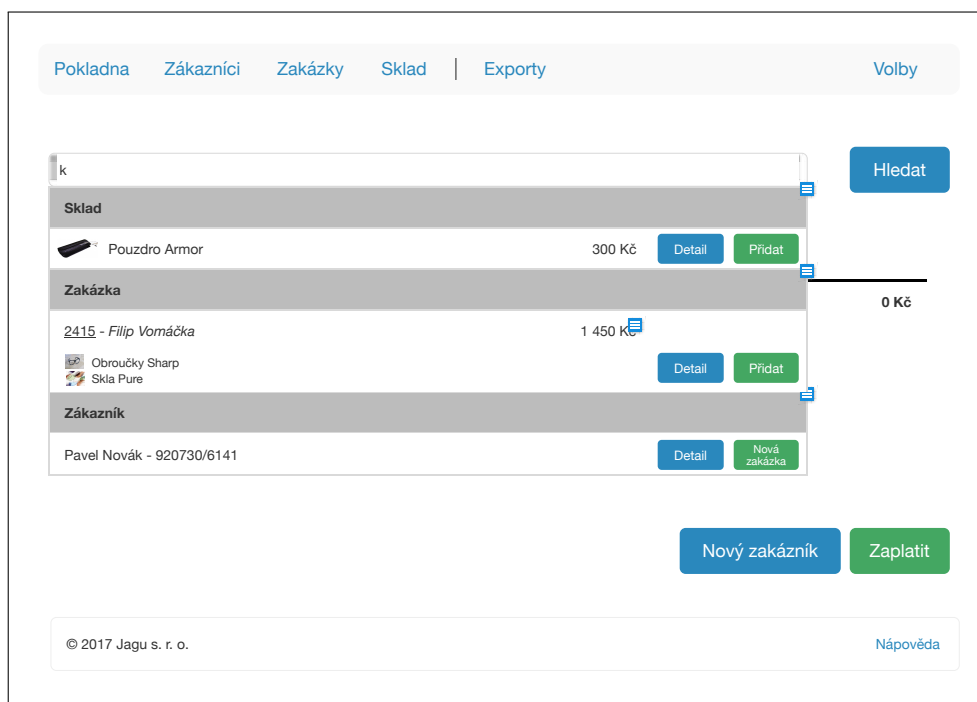 Pokladna Zákazníci Zakázky Sklad | Exporty Volby
k Hledat
Sklad
Pouzdro Armor 300 Kč Detail Přidat
Zakázka
0 Kč
2415 - Filip Vomáčka 1 450 Kč
Obroučky Sharp
Skla Pure
Detail Přidat
Zákazník
Pavel Novák - 920730/6141 Detail Nová zakázka
Nový zakázník Zaplatit
© 2017 Jagu s. r. o. Nápověda